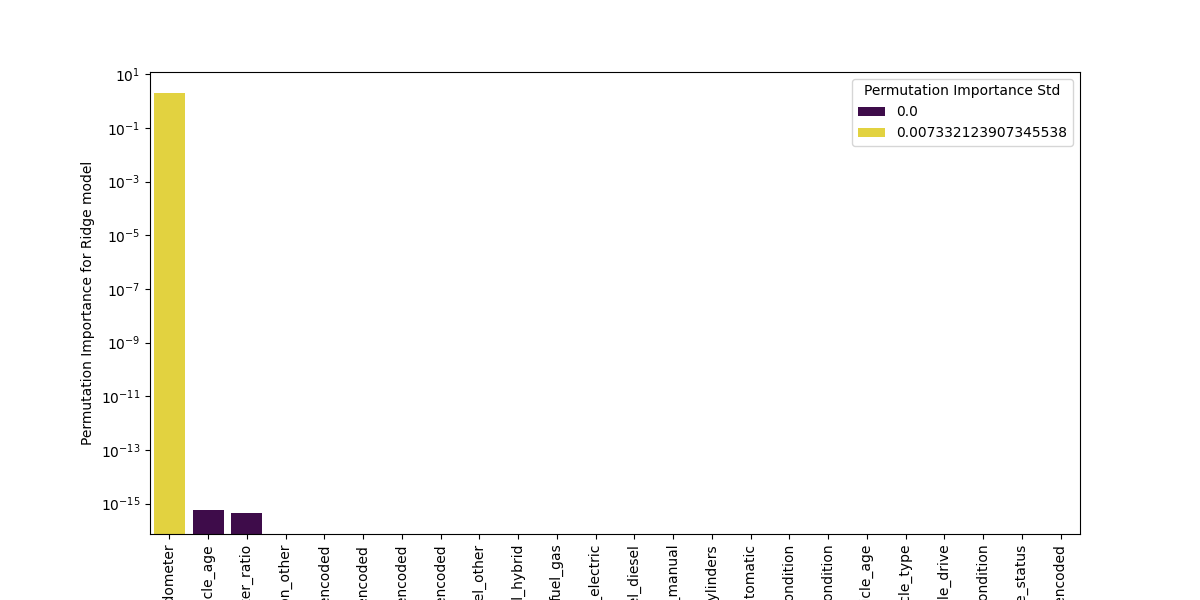 Permutation Importance for Ridge model
10¹
10⁻¹
10⁻³
10⁻⁵
10⁻⁷
10⁻⁹
10⁻¹¹
10⁻¹³
10⁻¹⁵
Permutation Importance Std
0.0
0.007332123907345538
dometer
cle_age
er_ratio
on_other
encoded
encoded
encoded
encoded
el_other
l_hybrid
fuel_gas
_electric
el_diesel
_manual
ylinders
tomatic
ondition
ondition
cle_age
cle_type
le_drive
ondition
e_status
encoded